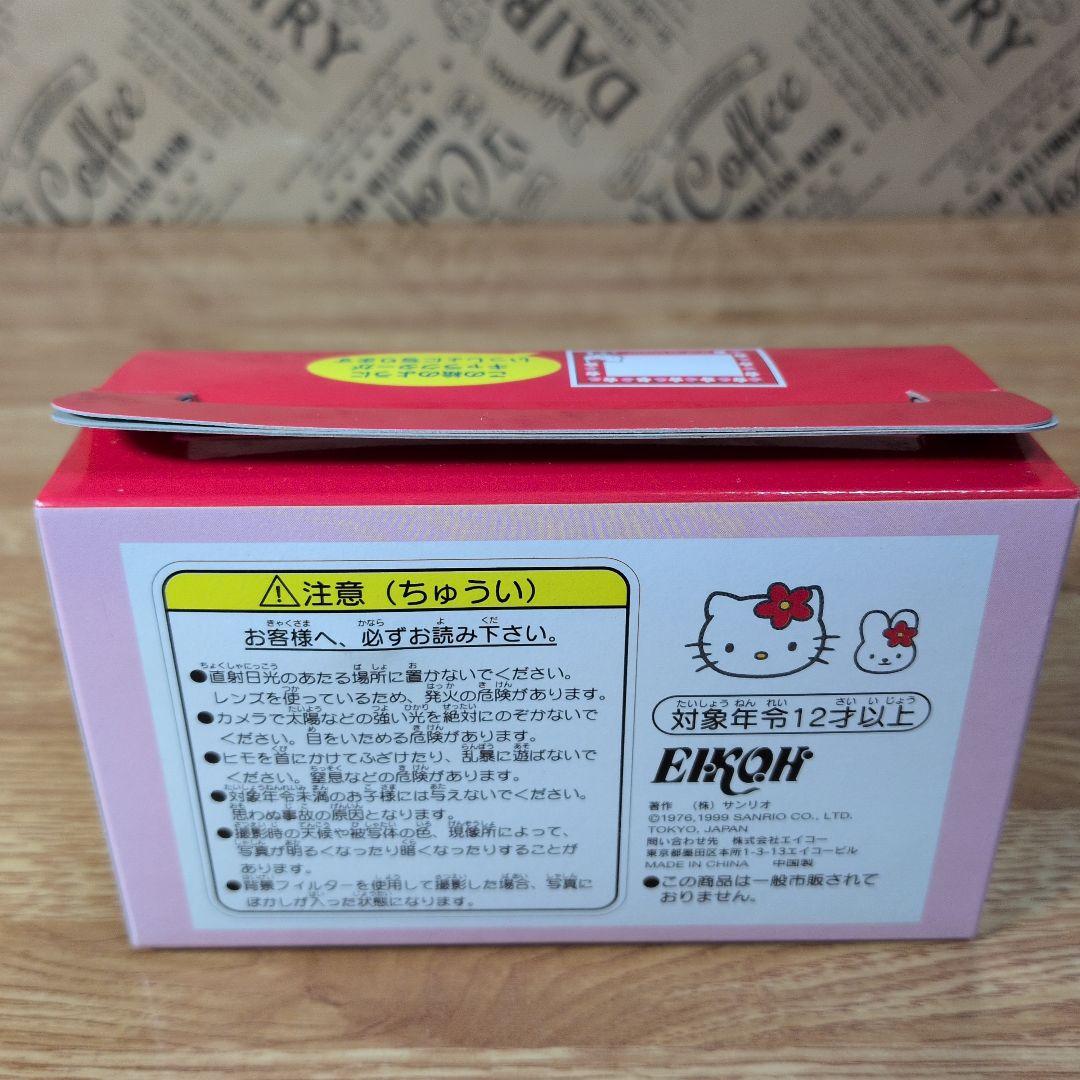 Coffee
DAIRY
Delicious
Coffee
⚠注意（ちゅうい）
お客様へ、必ずお読み下さい。
●直射日光のあたる場所に置かないでください。
レンズを使っているため、発火の危険があります。
●カメラで太陽などの強い光を絶対にのぞかないで
ください。目をいためる危険があります。
●ヒモを首にかけてふざけたり、乱暴に遊ばないで
ください。窒息などの危険があります。
●対象年令未満のお子様には与えないでください。
思わぬ事故の原因となります。
●撮影時の天候や被写体の色、現像所によって、
写真が明るくなったり暗くなったりすることが
あります。
●背景フィルターを使用して撮影した場合、写真に
ぼかしが入った状態になります。
対象年令12才以上
EIKOH
著作 （株）サンリオ
©1976,1999 SANRIO CO., LTD.
TOKYO, JAPAN
問い合わせ先 株式会社エイコー
東京都墨田区本所1-3-13エイコービル
MADE IN CHINA 中国製
●この商品は一般市販されて
おりません。